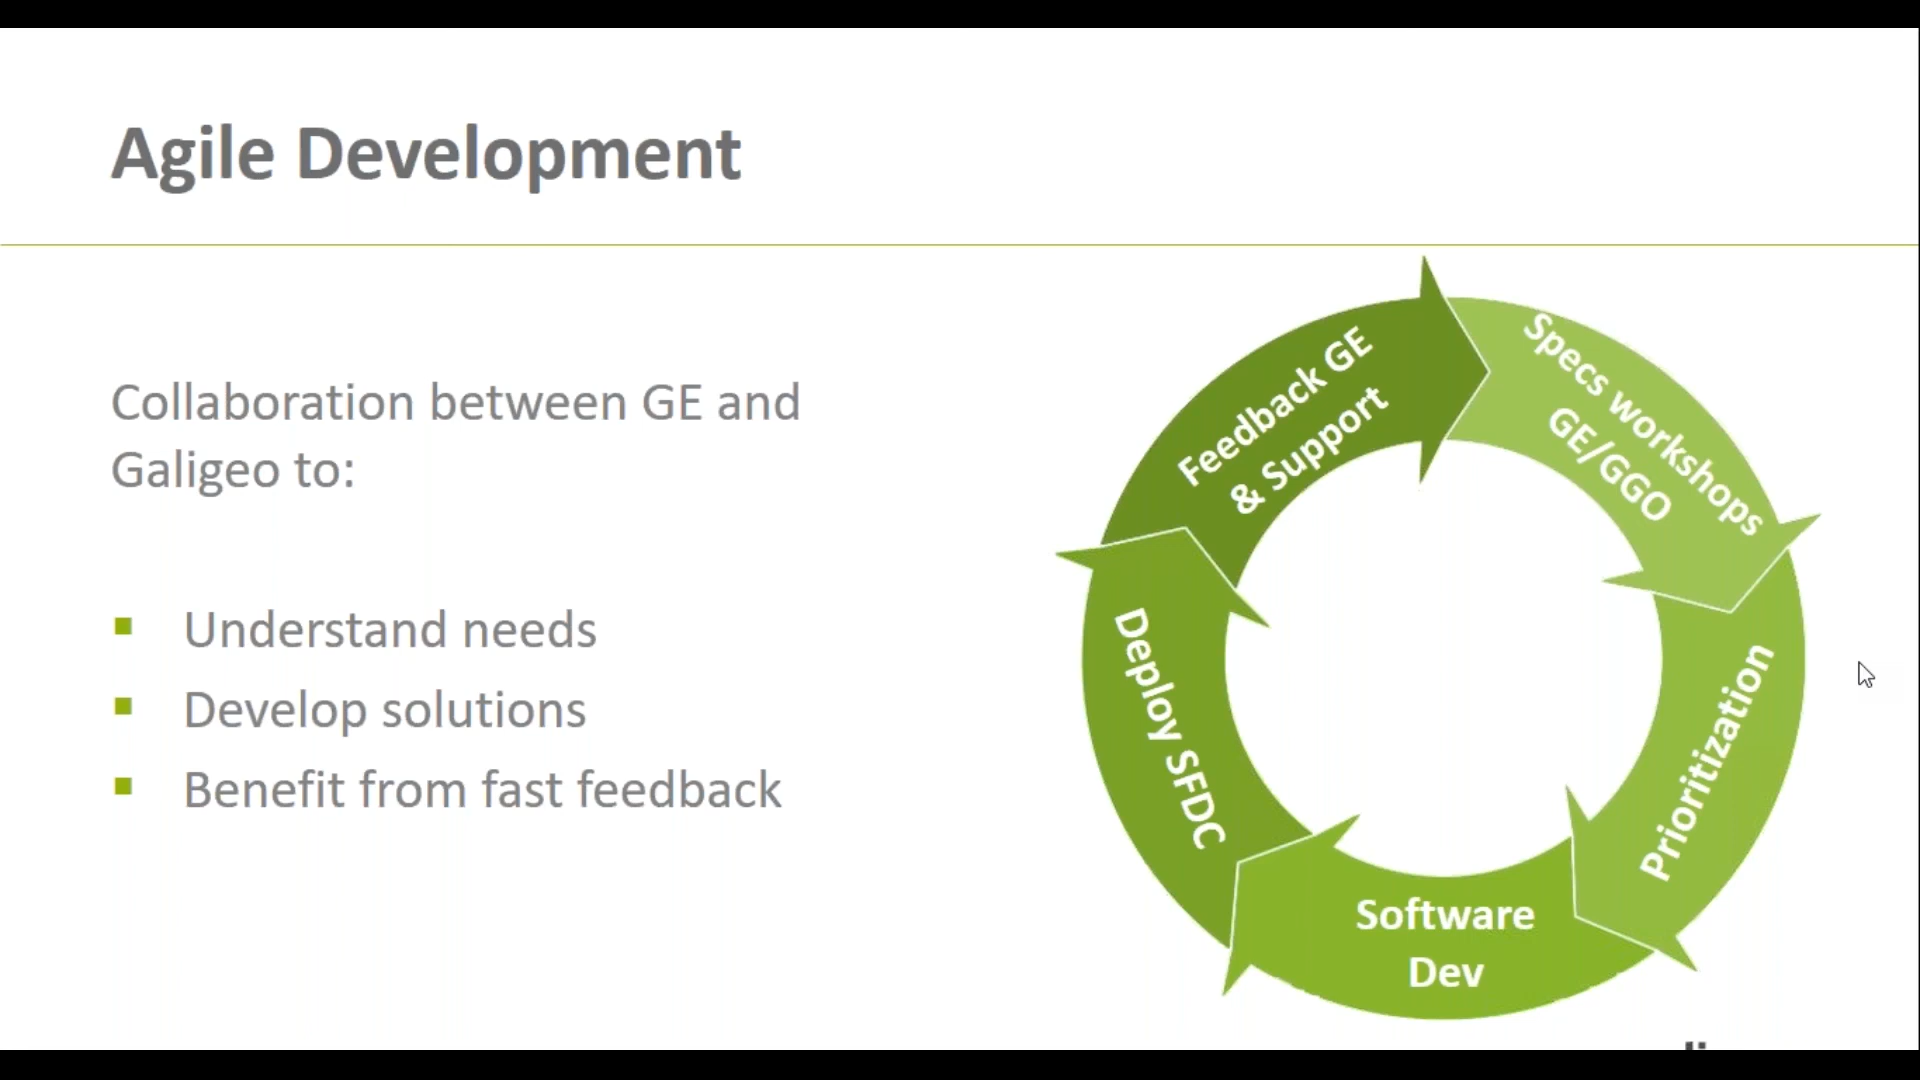 Agile Development
Collaboration between GE and
Galigeo to:
Understand needs
Develop solutions
Benefit from fast feedback
Feedback GE
& Support
Specs workshops
GE/GGO
Prioritization
Software
Dev
Deploy SFDC